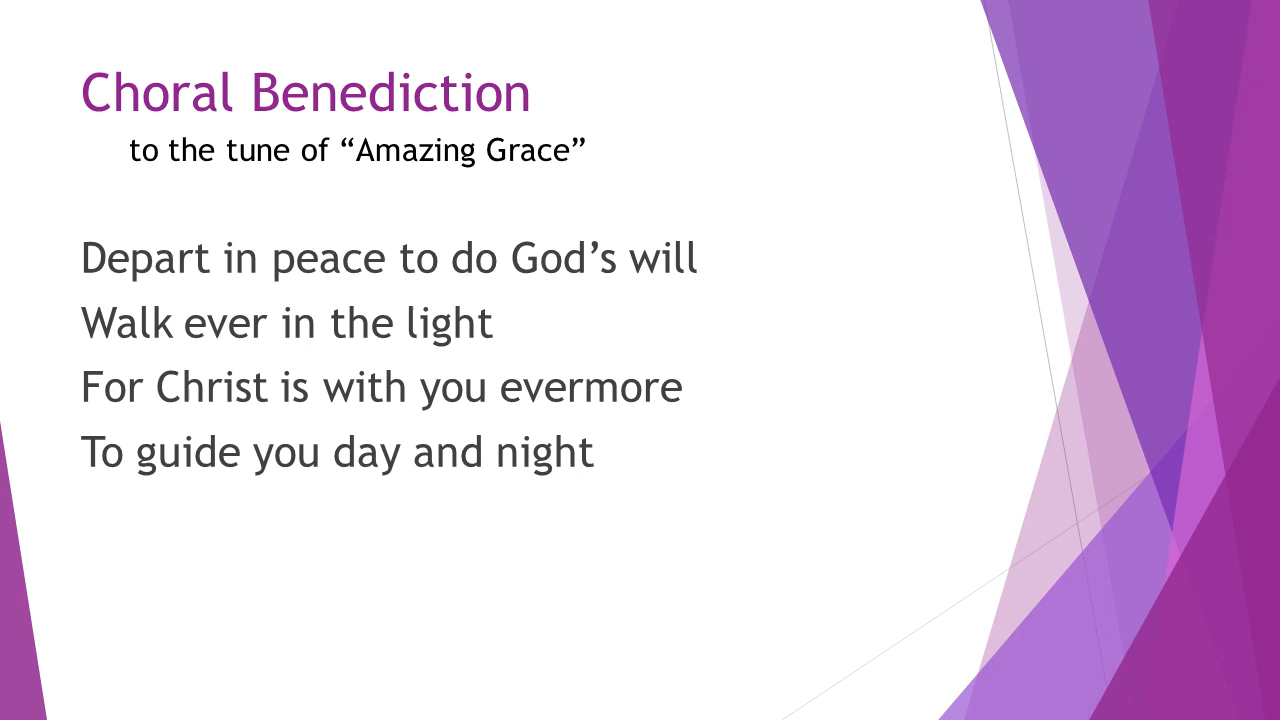 Choral Benediction
to the tune of “Amazing Grace”
Depart in peace to do God’s will
Walk ever in the light
For Christ is with you evermore
To guide you day and night